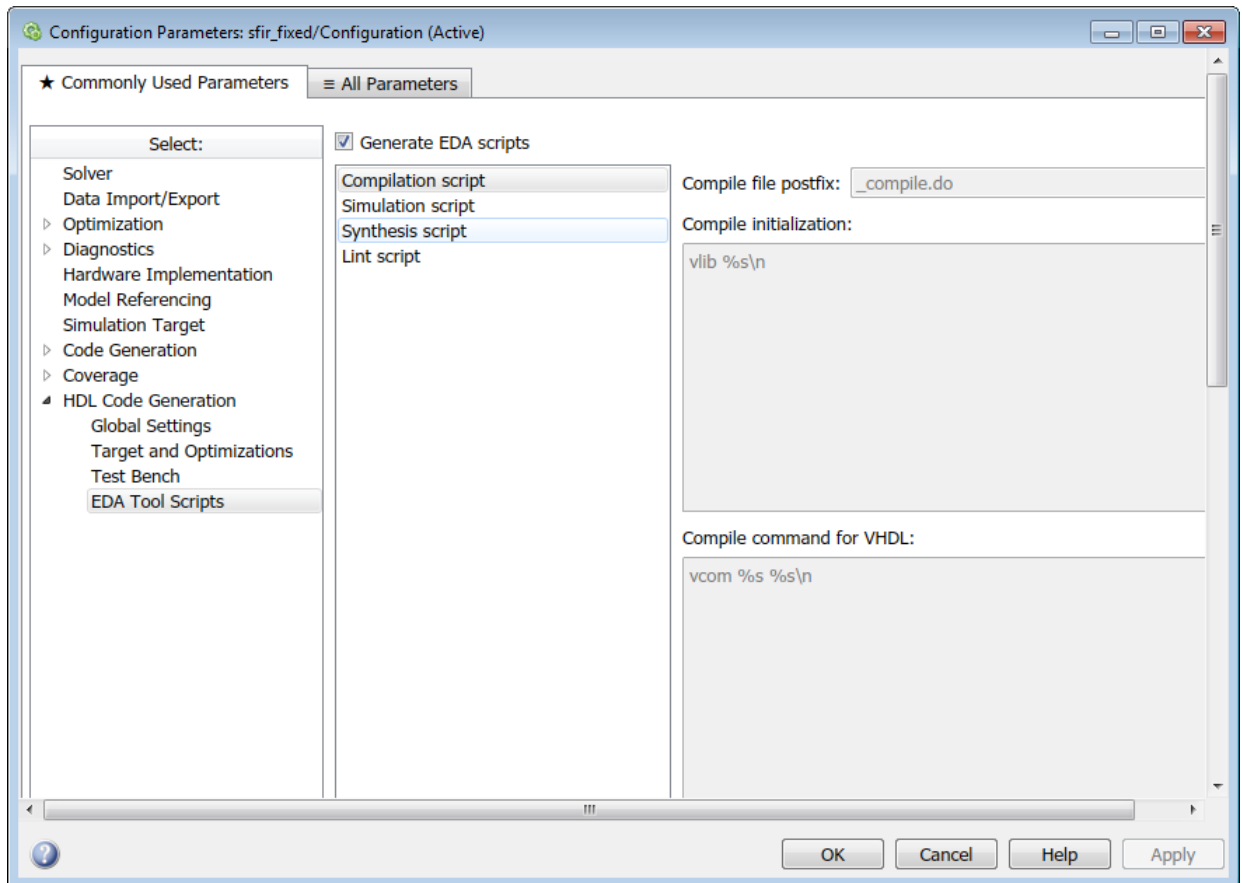 Configuration Parameters: sfir_fixed/Configuration (Active)
★ Commonly Used Parameters
≡ All Parameters
Select:
Solver
Data Import/Export
Optimization
Diagnostics
Hardware Implementation
Model Referencing
Simulation Target
Code Generation
Coverage
HDL Code Generation
Global Settings
Target and Optimizations
Test Bench
EDA Tool Scripts
Generate EDA scripts
Compilation script
Simulation script
Synthesis script
Lint script
Compile file postfix: _compile.do
Compile initialization:
vlib %s\n
Compile command for VHDL:
vcom %s %s\n
OK Cancel Help Apply